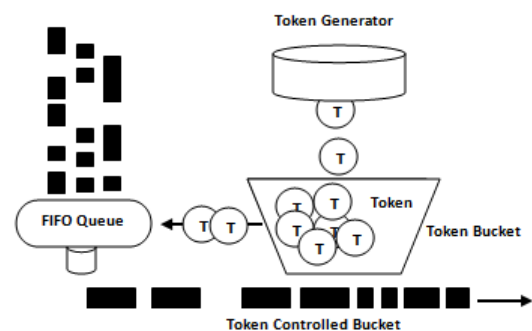 Token Generator
T
T
T
T
Token
T
FIFO Queue
T
T
T
T
T
T
Token Bucket
Token Controlled Bucket